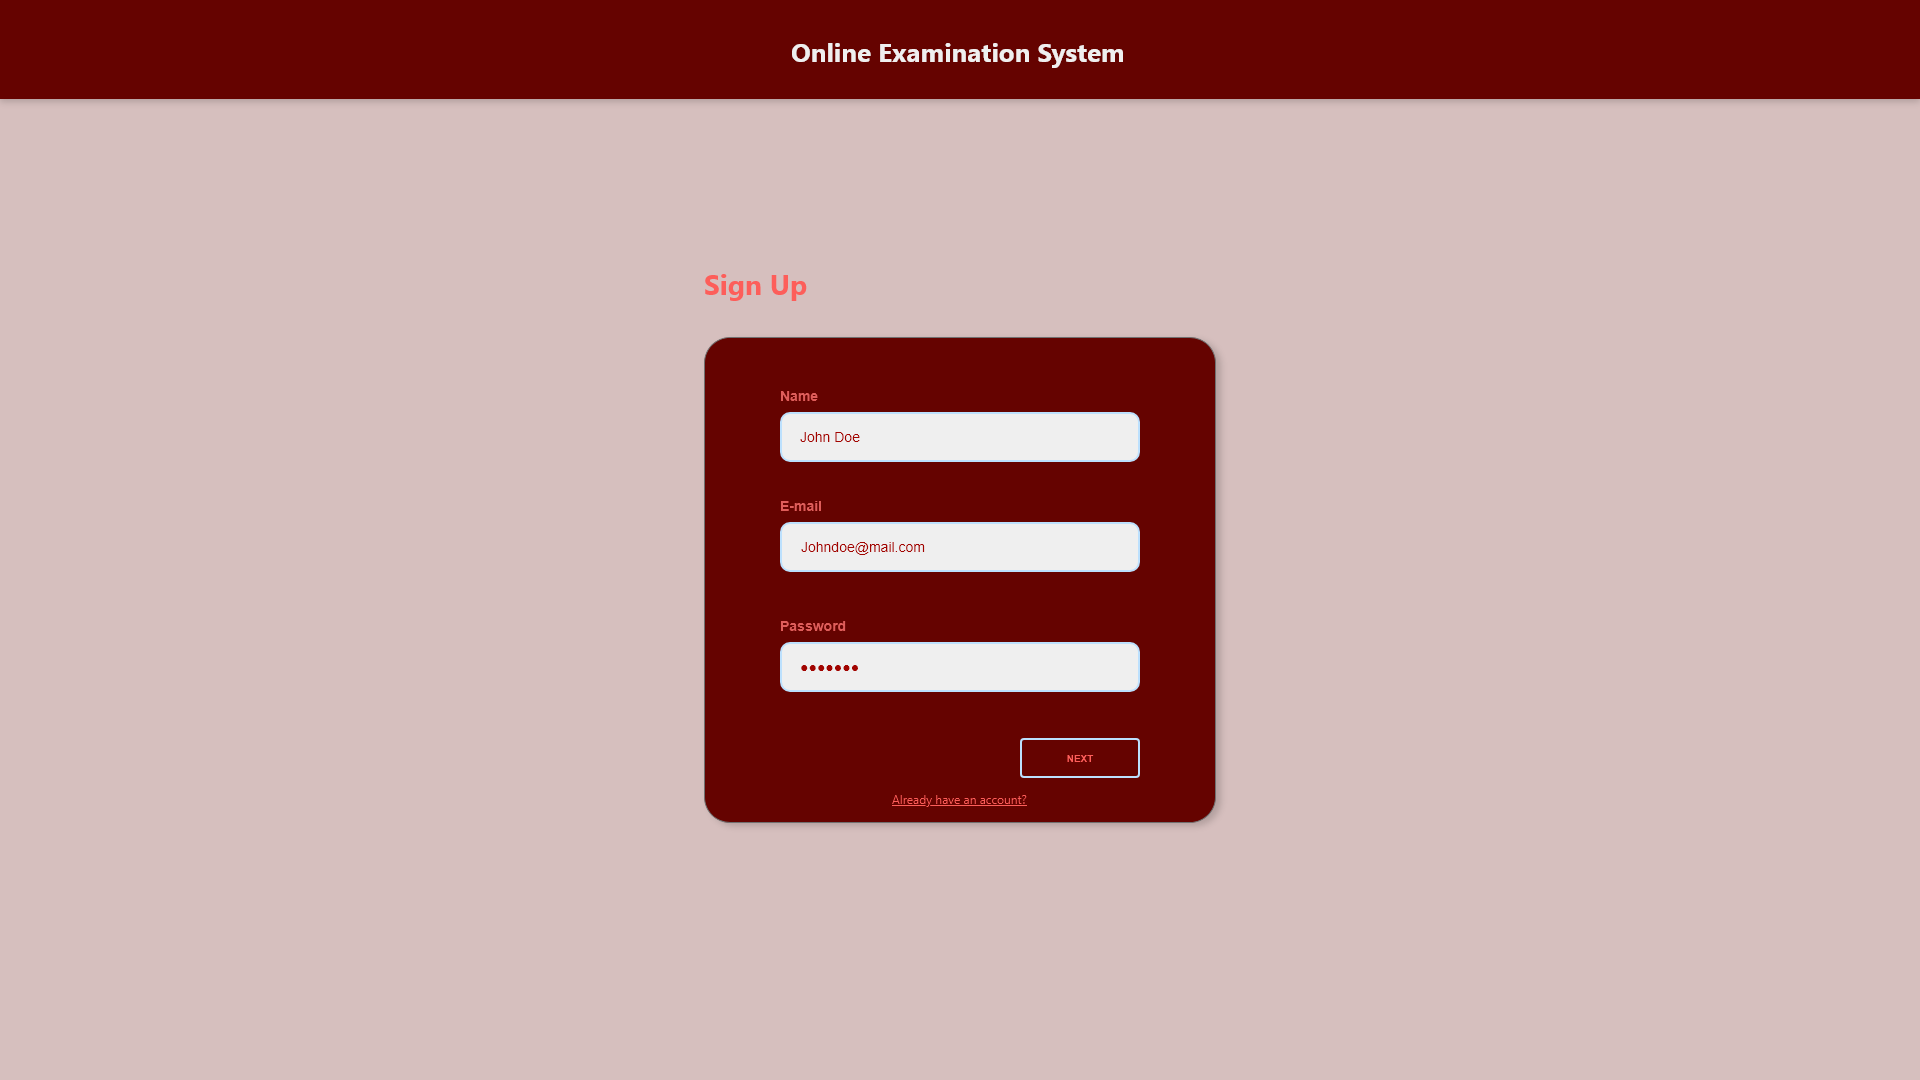 Online Examination System
Sign Up
Name
John Doe
E-mail
Johndoe@mail.com
Password
•••••••
NEXT
Already have an account?